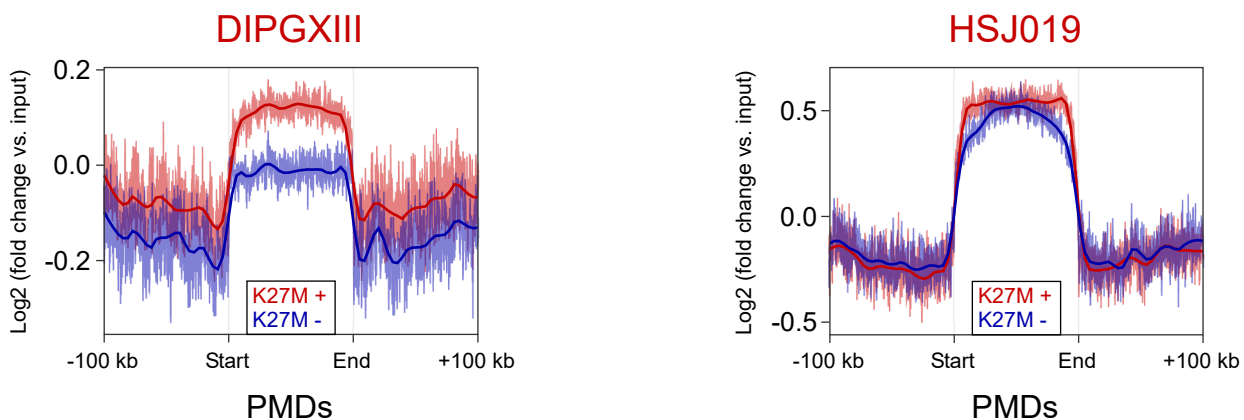 DIPGXIII
Log2 (fold change vs. input)
0.2
0.0
-0.2
K27M +
K27M -
-100 kb
Start
End
+100 kb
PMDs
HSJ019
Log2 (fold change vs. input)
0.5
0.0
-0.5
K27M +
K27M -
-100 kb
Start
End
+100 kb
PMDs